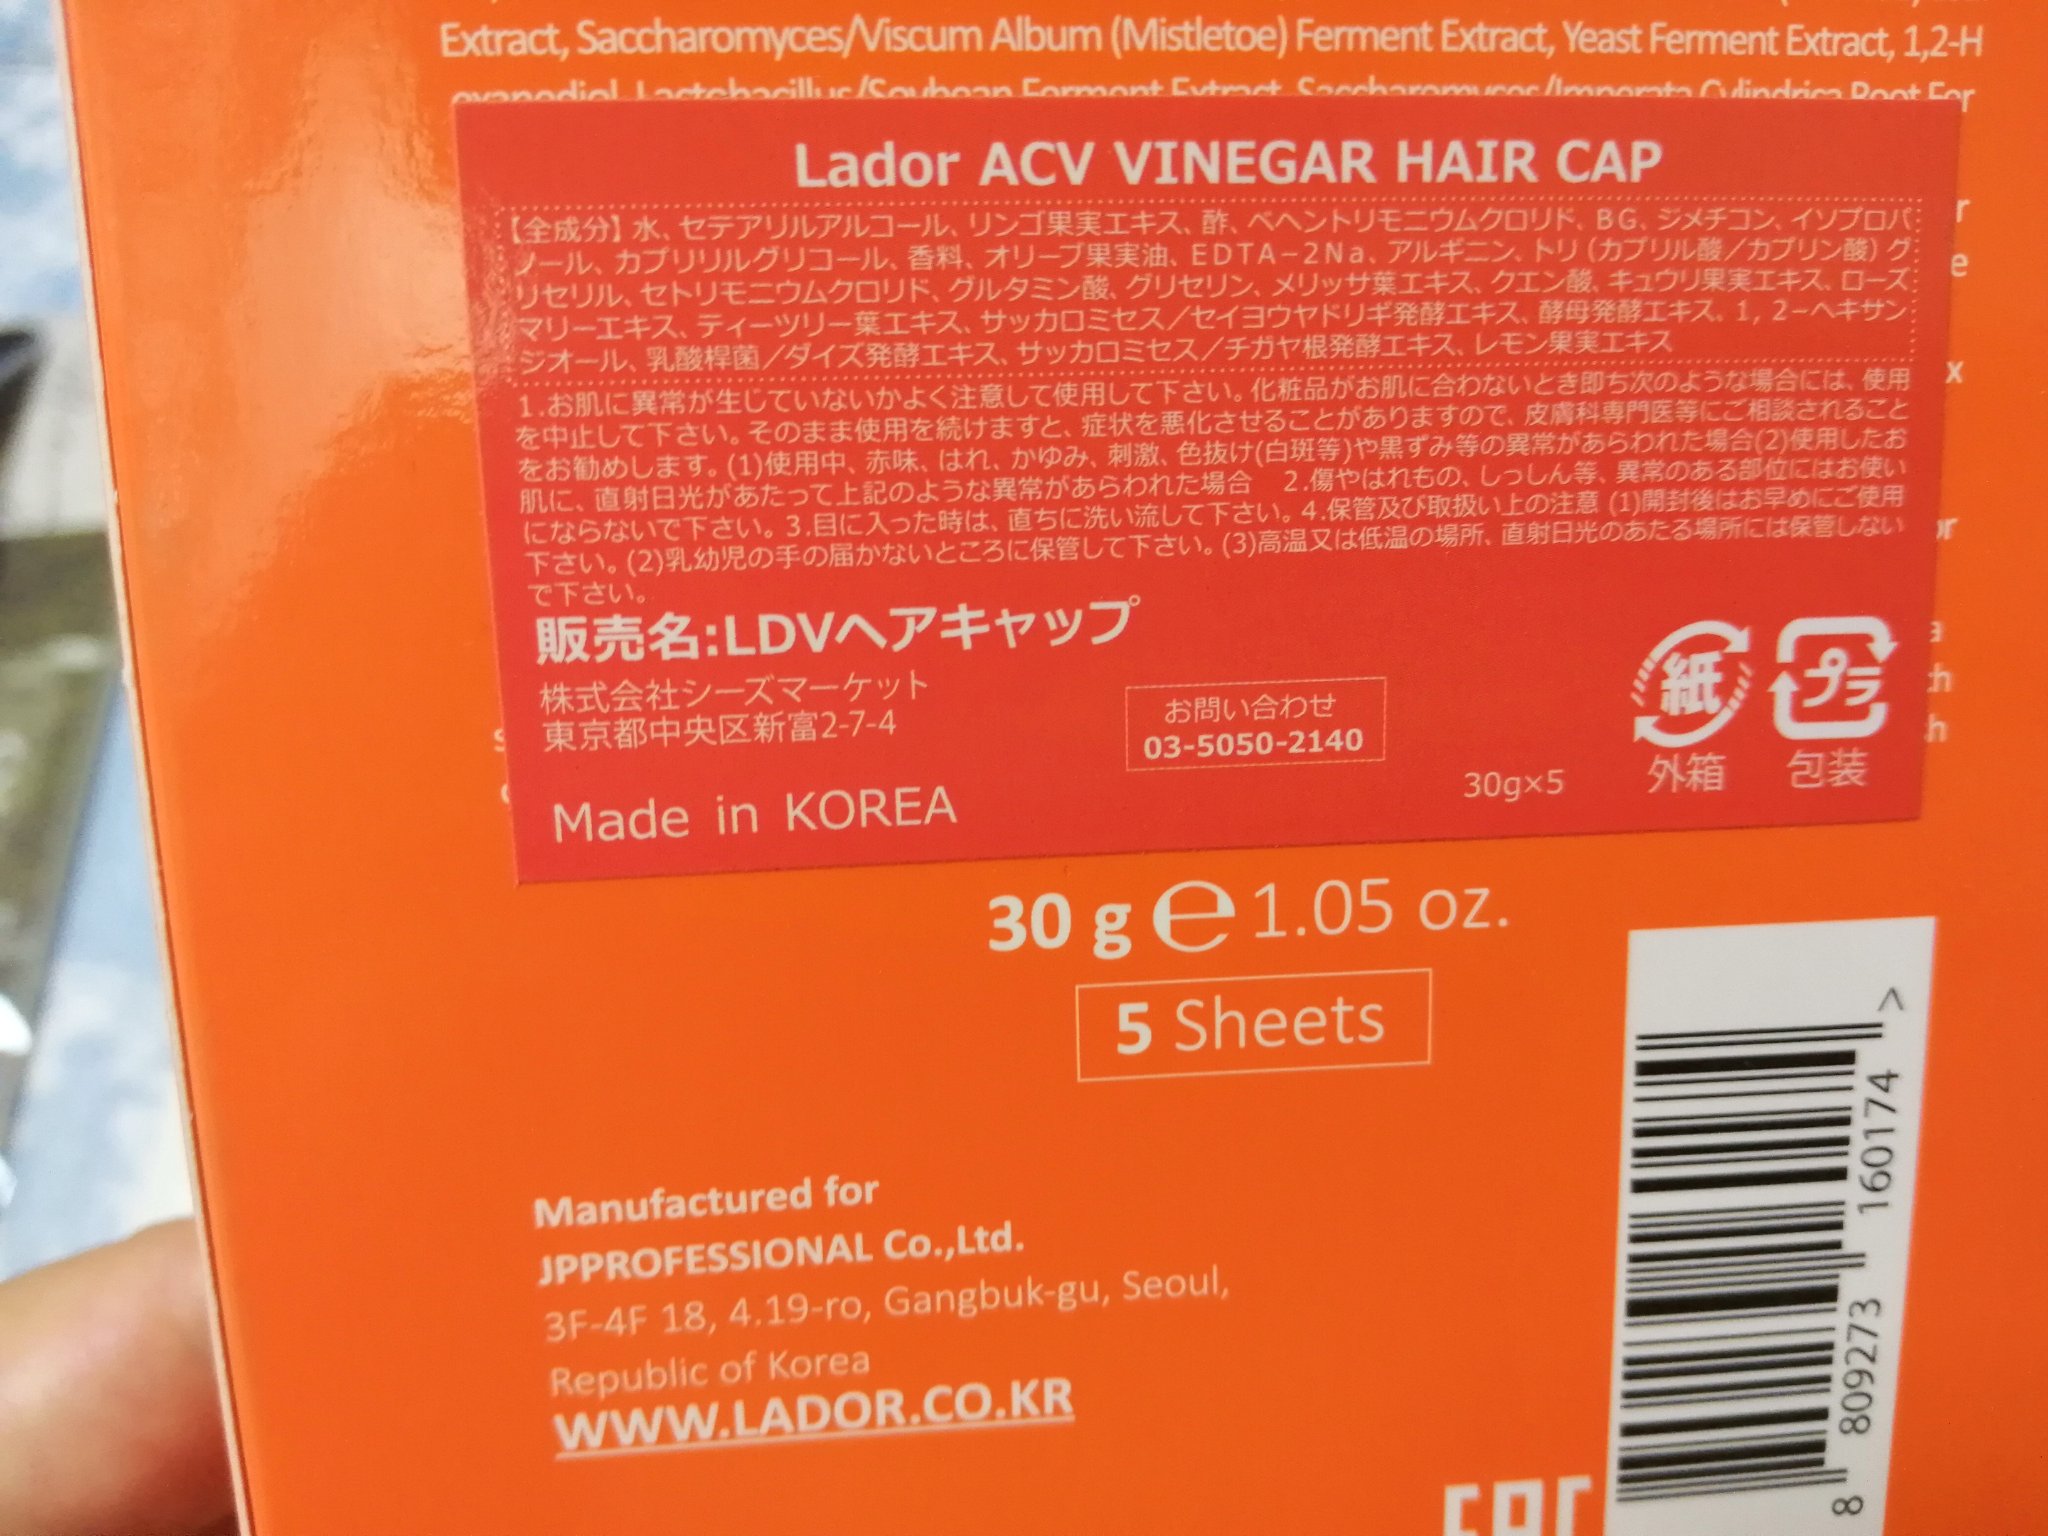 Extract, Saccharomyces/Viscum Album (Mistletoe) Ferment Extract, Yeast Ferment Extract, 1,2-H
exanediol, Lactobacillus/Soybean Ferment Extract, Saccharomyces/Imperata Cylindrica Root Fer
Lador ACV VINEGAR HAIR CAP
【全成分】水、セテアリルアルコール、リンゴ果実エキス、酢、ベヘントリモニウムクロリド、BG、ジメチコン、イソプロパ
ノール、カプリリルグリコール、香料、オリーブ果実油、EDTA-2Na、アルギニン、トリ(カプリル酸/カプリン酸)グ
リセリル、セトリモニウムクロリド、グルタミン酸、グリセリン、メリッサ葉エキス、クエン酸、キュウリ果実エキス、ローズ
マリーエキス、ティーツリー葉エキス、サッカロミセス/セイヨウヤドリギ発酵エキス、酵母発酵エキス、1,2-ヘキサン
ジオール、乳酸桿菌/ダイズ発酵エキス、サッカロミセス/チガヤ根発酵エキス、レモン果実エキス
1.お肌に異常が生じていないかよく注意して使用して下さい。化粧品がお肌に合わないとき即ち次のような場合には、使用
を中止して下さい。そのまま使用を続けますと、症状を悪化させることがありますので、皮膚科専門医等にご相談されること
をお勧めします。(1)使用中、赤味、はれ、かゆみ、刺激、色抜け(白斑等)や黒ずみ等の異常があらわれた場合(2)使用したお
肌に、直射日光があたって上記のような異常があらわれた場合 2.傷やはれもの、しっしん等、異常のある部位にはお使い
にならないで下さい。3.目に入った時は、直ちに洗い流して下さい。4.保管及び取扱い上の注意 (1)開封後はお早めにご使用
下さい。(2)乳幼児の手の届かないところに保管して下さい。(3)高温又は低温の場所、直射日光のあたる場所には保管しない
で下さい。
販売名:LDVヘアキャップ
株式会社シーズマーケット
東京都中央区新富2-7-4
お問い合わせ
03-5050-2140
紙
プラ
外箱
包装
30g×5
Made in KOREA
30 g ℮ 1.05 oz.
5 Sheets
Manufactured for
JPPROFESSIONAL Co.,Ltd.
3F-4F 18, 4.19-ro, Gangbuk-gu, Seoul,
Republic of Korea
WWW.LADOR.CO.KR
8 809273 160174 >